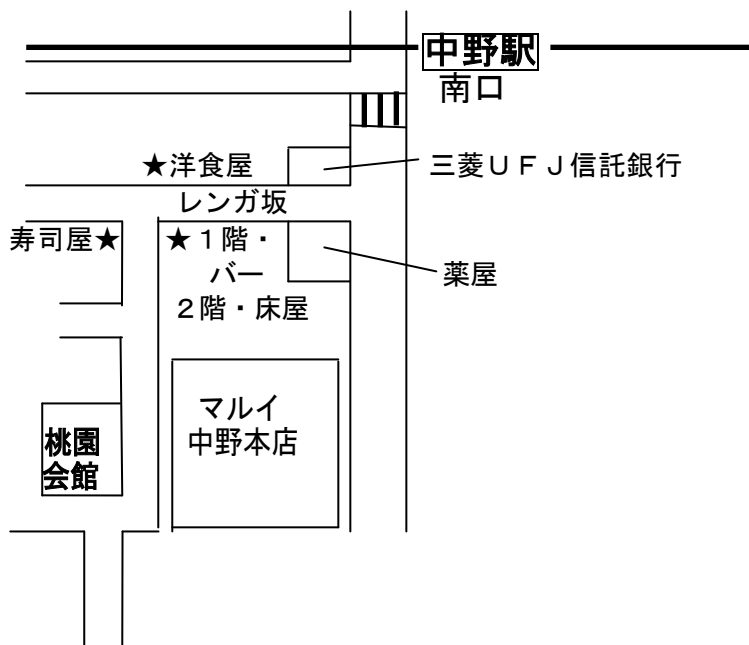 中野駅
南口
★洋食屋
三菱ＵＦＪ信託銀行
レンガ坂
寿司屋★
★１階・
バー
２階・床屋
薬屋
マルイ
中野本店
桃園
会館